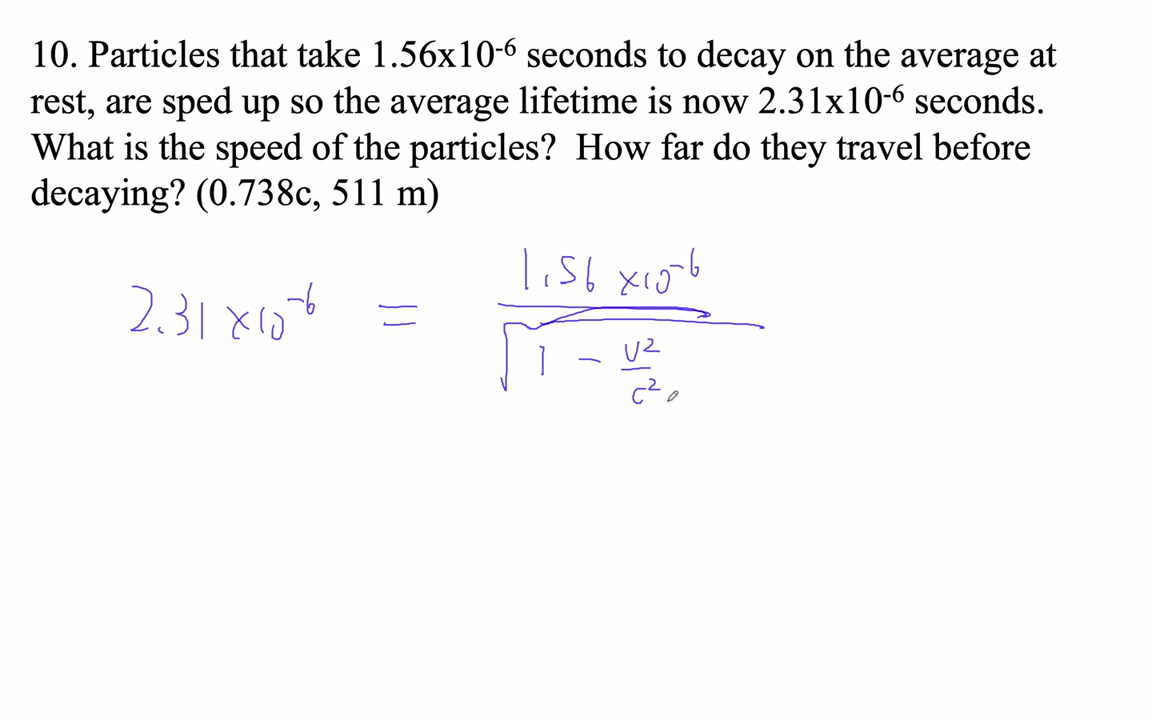 10. Particles that take 1.56x10⁻⁶ seconds to decay on the average at
rest, are sped up so the average lifetime is now 2.31x10⁻⁶ seconds.
What is the speed of the particles?  How far do they travel before
decaying? (0.738c, 511 m)
2.31 ×10⁻⁶ = 1.56 ×10⁻⁶ / √(1 − v²/c²)